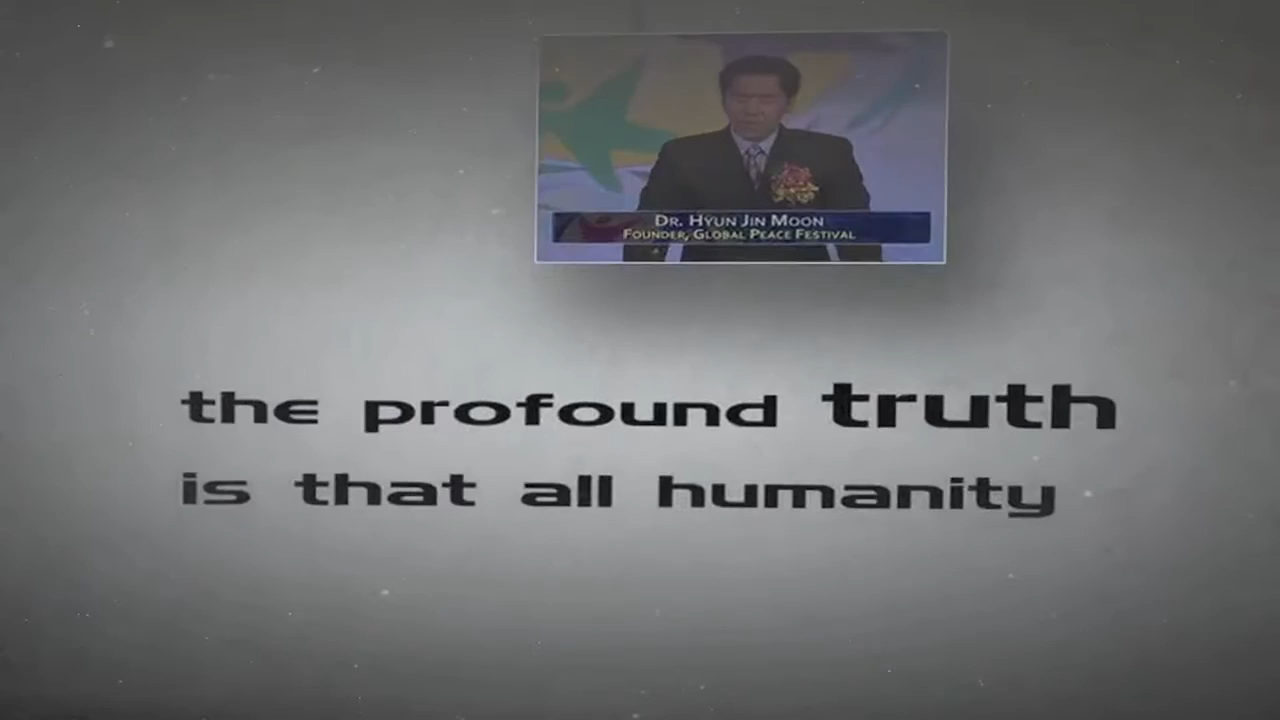 DR. HYUN JIN MOON
FOUNDER, GLOBAL PEACE FESTIVAL
the profound truth
is that all humanity